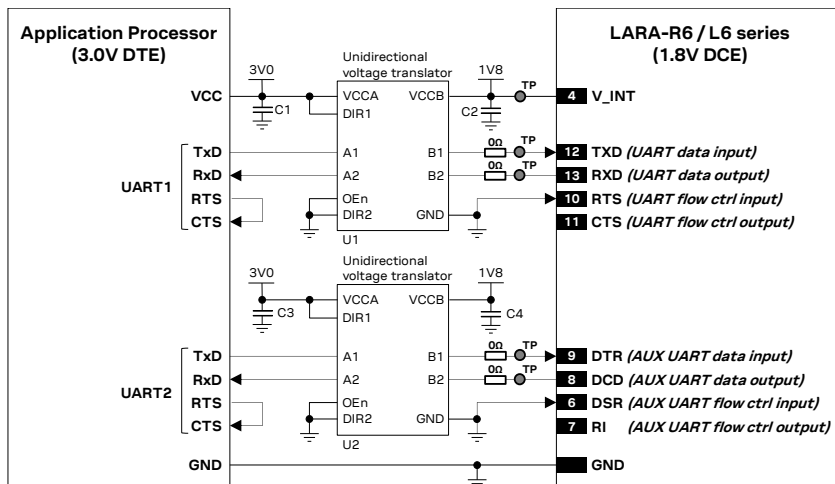 Application Processor
(3.0V DTE)
LARA-R6 / L6 series
(1.8V DCE)
Unidirectional
voltage translator
3V0
1V8
TP
VCC
C1
VCCA
VCCB
C2
4 V_INT
DIR1
0Ω TP
TxD
A1
B1
12 TXD (UART data input)
0Ω TP
RxD
A2
B2
13 RXD (UART data output)
UART1
RTS
OEn
10 RTS (UART flow ctrl input)
CTS
DIR2
GND
11 CTS (UART flow ctrl output)
U1
Unidirectional
voltage translator
3V0
1V8
C3
VCCA
VCCB
C4
DIR1
0Ω TP
TxD
A1
B1
9 DTR (AUX UART data input)
0Ω TP
RxD
A2
B2
8 DCD (AUX UART data output)
UART2
RTS
OEn
6 DSR (AUX UART flow ctrl input)
CTS
DIR2
GND
7 RI (AUX UART flow ctrl output)
U2
GND
GND